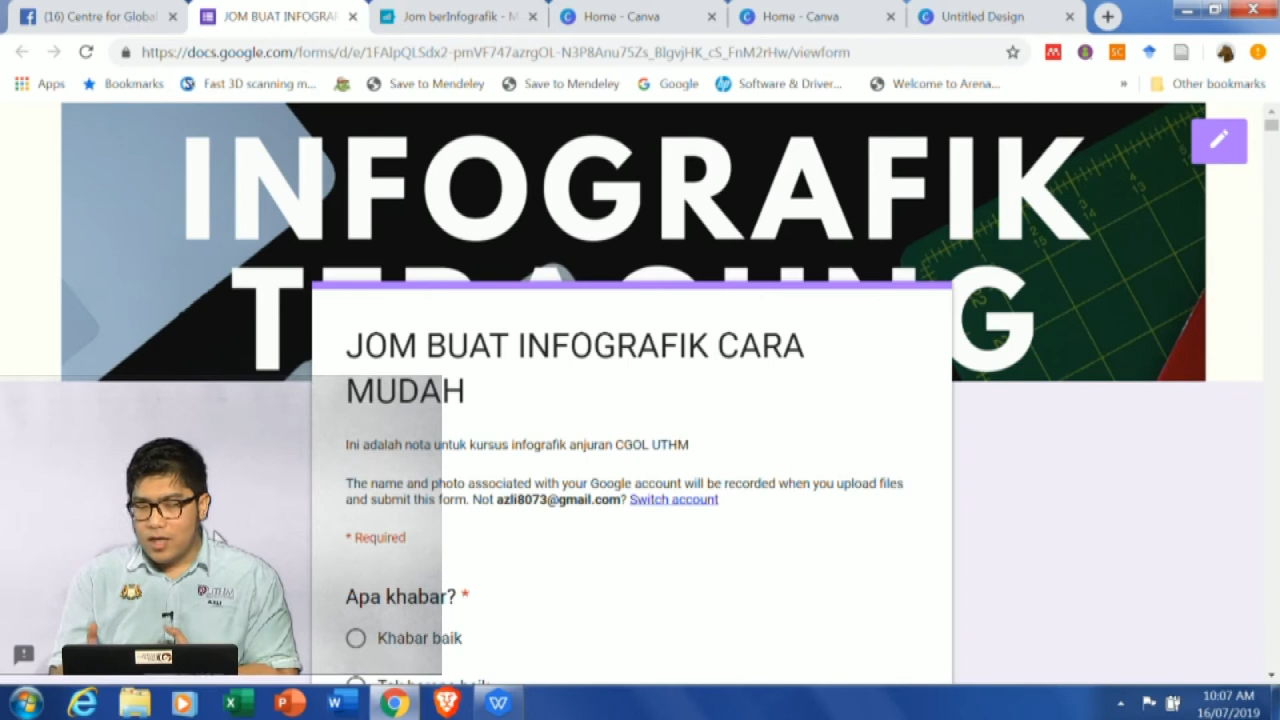 (16) Centre for Global
JOM BUAT INFOGRA
Jom berInfografik - M
Home - Canva
Home - Canva
Untitled Design
https://docs.google.com/forms/d/e/1FAIpQLSdx2-pmVF747azrgOL-N3P8Anu75Zs_BlgvjHK_cS_FnM2rHw/viewform
Apps
Bookmarks
Fast 3D scanning m...
Save to Mendeley
Save to Mendeley
Google
Software & Driver...
Welcome to Arena...
»
Other bookmarks
INFOGRAFIK
JOM BUAT INFOGRAFIK CARA
MUDAH
Ini adalah nota untuk kursus infografik anjuran CGOL UTHM
The name and photo associated with your Google account will be recorded when you upload files
and submit this form. Not azli8073@gmail.com? Switch account
* Required
Apa khabar? *
Khabar baik
UTHM
10:07 AM
16/07/2019